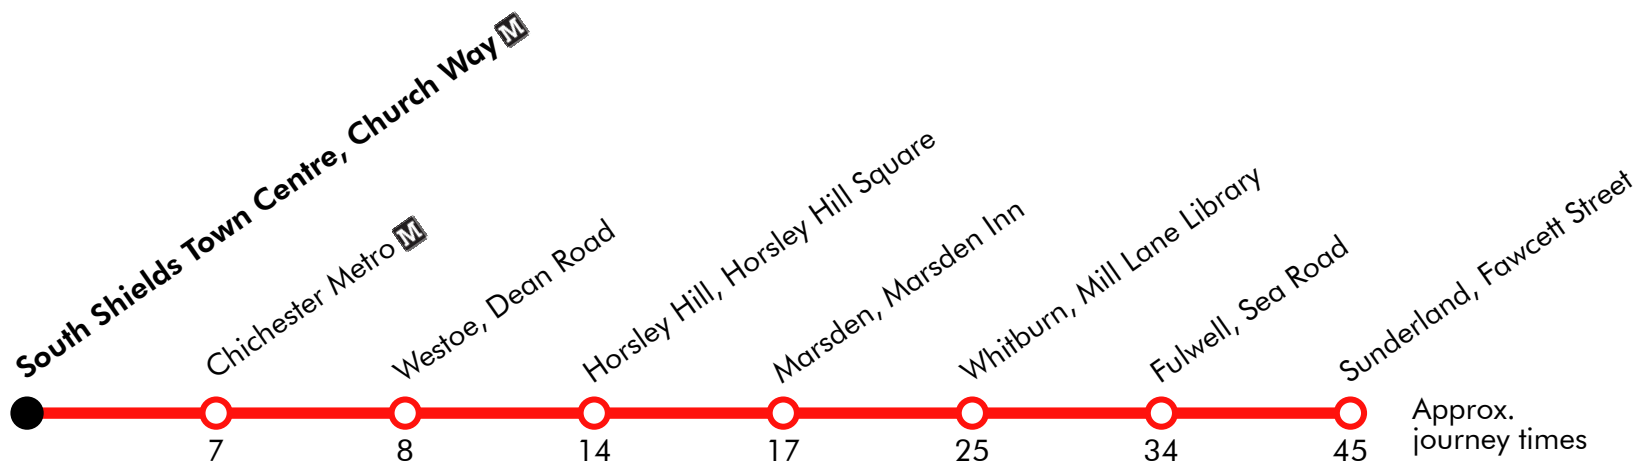 South Shields Town Centre, Church Way M
Chichester Metro M
Westoe, Dean Road
Horsley Hill, Horsley Hill Square
Marsden, Marsden Inn
Whitburn, Mill Lane Library
Fulwell, Sea Road
Sunderland, Fawcett Street
7 8 14 17 25 34 45
Approx.
journey times